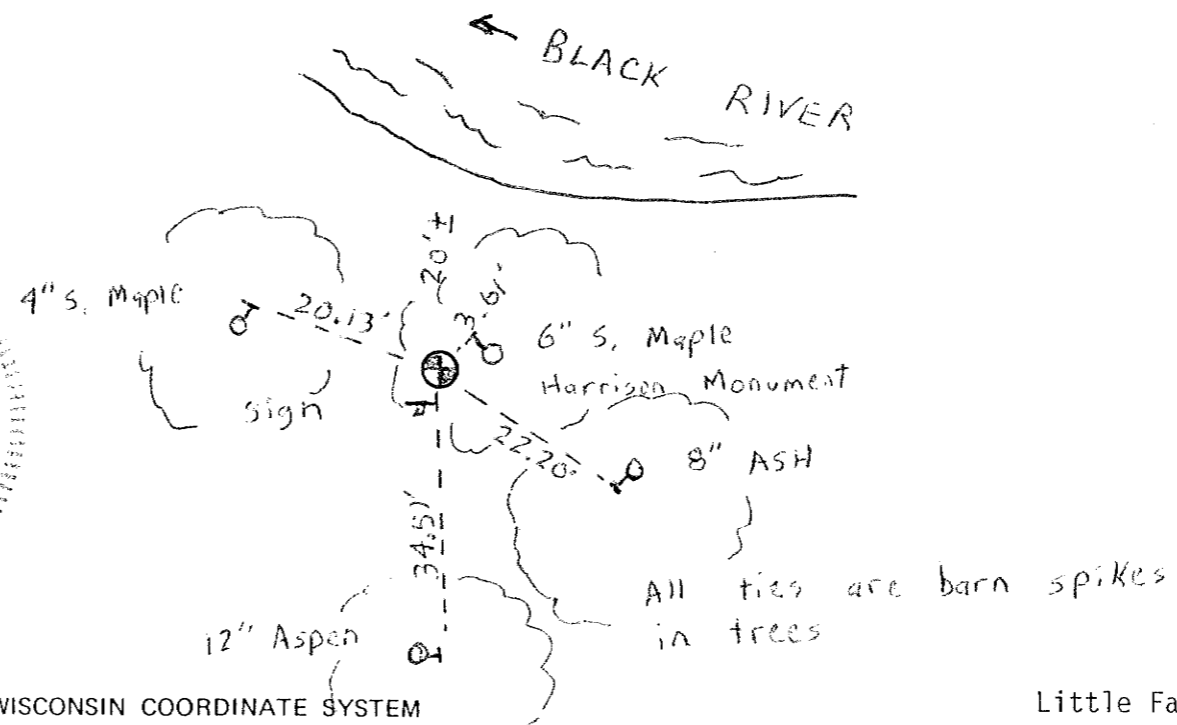 BLACK RIVER
20'±
4" S. Maple
20.13'
3.61'
6" S. Maple
Harrison Monument
Sign
22.20'
8" ASH
34.51'
All ties are barn spikes
in trees
12" Aspen
WISCONSIN COORDINATE SYSTEM
Little Fa